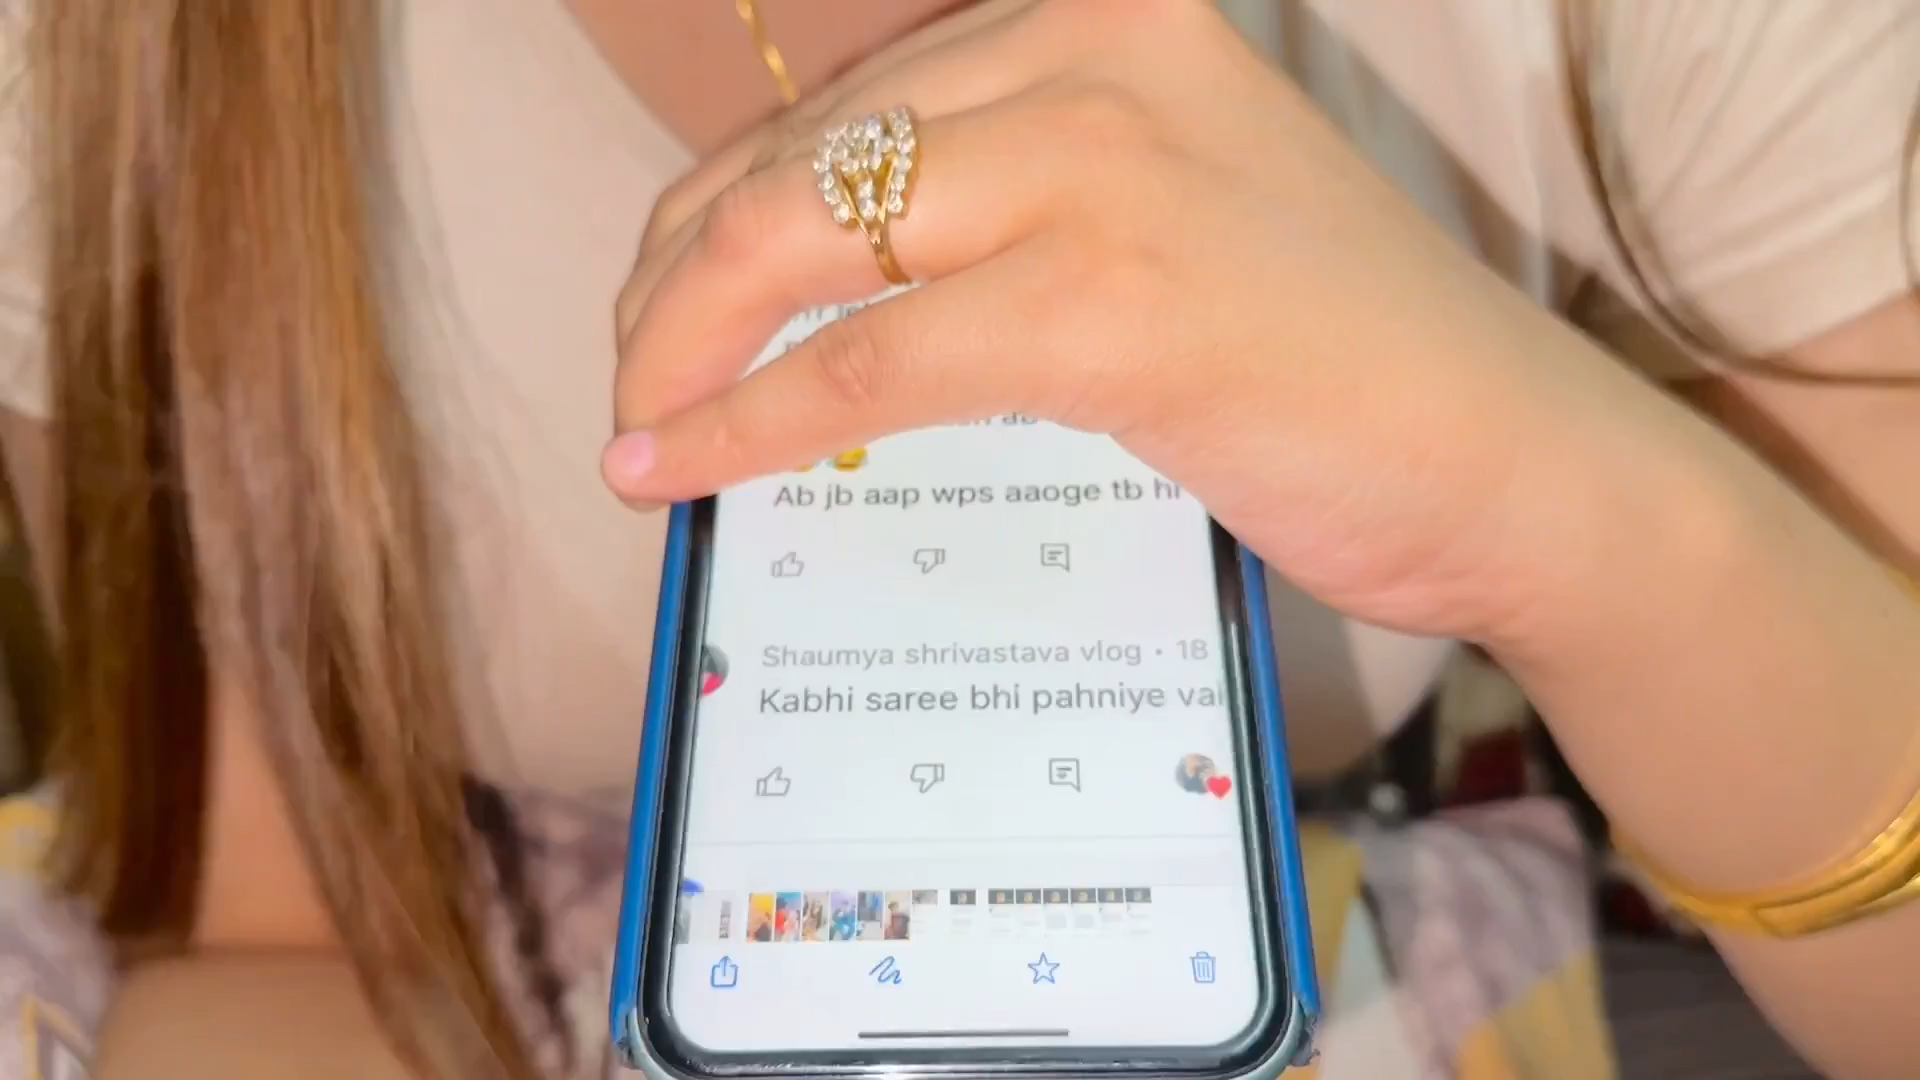 Ab jb aap wps aaoge tb hi
Shaumya shrivastava vlog • 18
Kabhi saree bhi pahniye